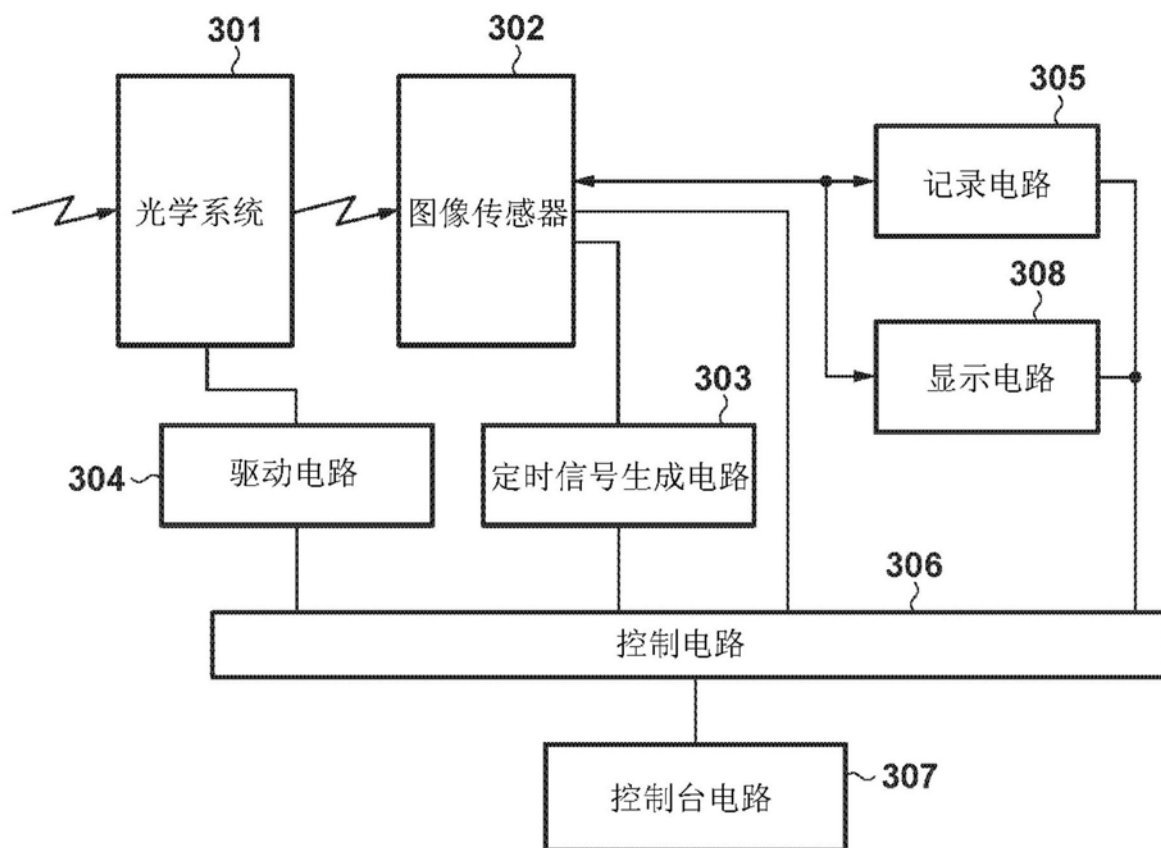 301
302
305
光学系统
图像传感器
记录电路
308
显示电路
303
304
驱动电路
定时信号生成电路
306
控制电路
307
控制台电路